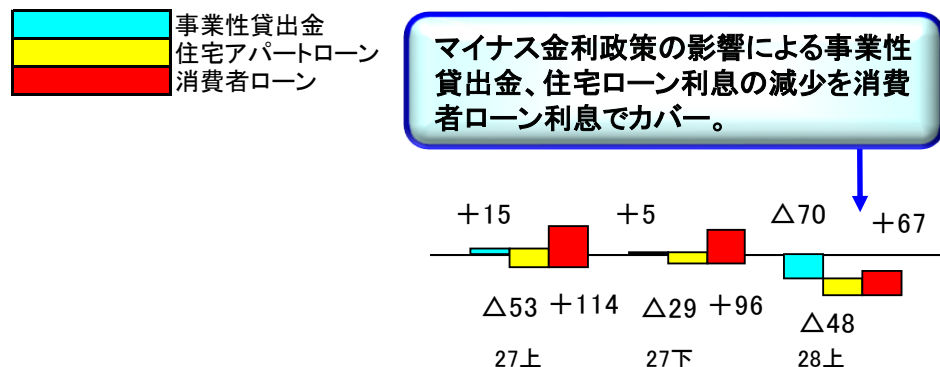 事業性貸出金
住宅アパートローン
消費者ローン
マイナス金利政策の影響による事業性
貸出金、住宅ローン利息の減少を消費
者ローン利息でカバー。
＋15
＋5
△70
＋67
△53
＋114
△29
＋96
△48
27上
27下
28上